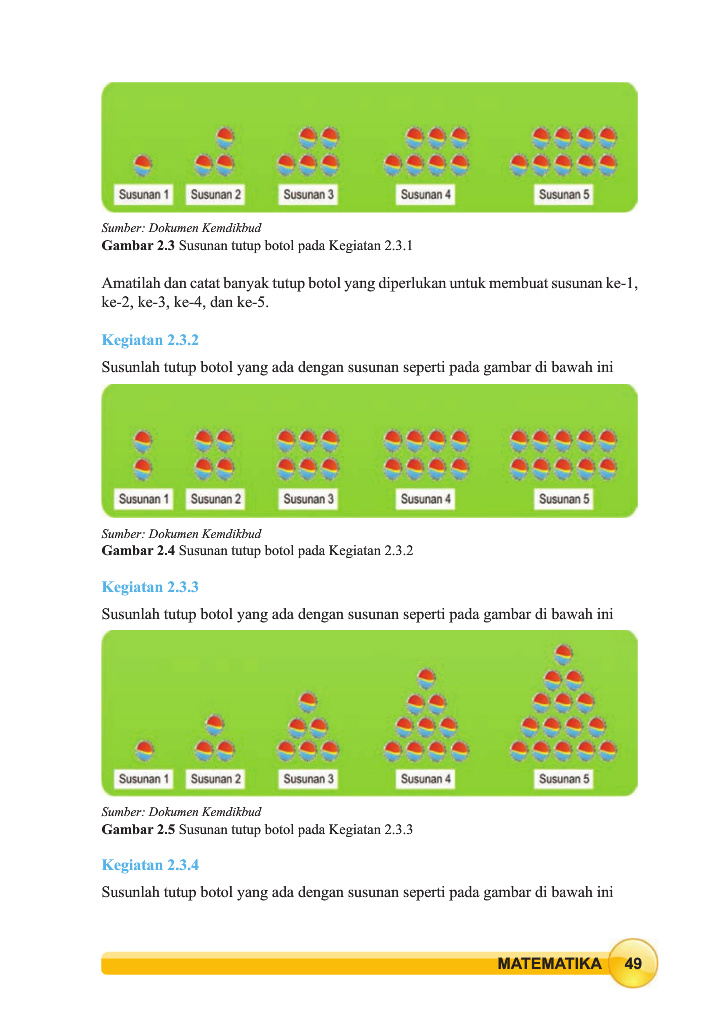 Susunan 1 Susunan 2 Susunan 3 Susunan 4 Susunan 5
Sumber: Dokumen Kemdikbud
Gambar 2.3 Susunan tutup botol pada Kegiatan 2.3.1
Amatilah dan catat banyak tutup botol yang diperlukan untuk membuat susunan ke-1,
ke-2, ke-3, ke-4, dan ke-5.
Kegiatan 2.3.2
Susunlah tutup botol yang ada dengan susunan seperti pada gambar di bawah ini
Susunan 1 Susunan 2 Susunan 3 Susunan 4 Susunan 5
Sumber: Dokumen Kemdikbud
Gambar 2.4 Susunan tutup botol pada Kegiatan 2.3.2
Kegiatan 2.3.3
Susunlah tutup botol yang ada dengan susunan seperti pada gambar di bawah ini
Susunan 1 Susunan 2 Susunan 3 Susunan 4 Susunan 5
Sumber: Dokumen Kemdikbud
Gambar 2.5 Susunan tutup botol pada Kegiatan 2.3.3
Kegiatan 2.3.4
Susunlah tutup botol yang ada dengan susunan seperti pada gambar di bawah ini
MATEMATIKA 49